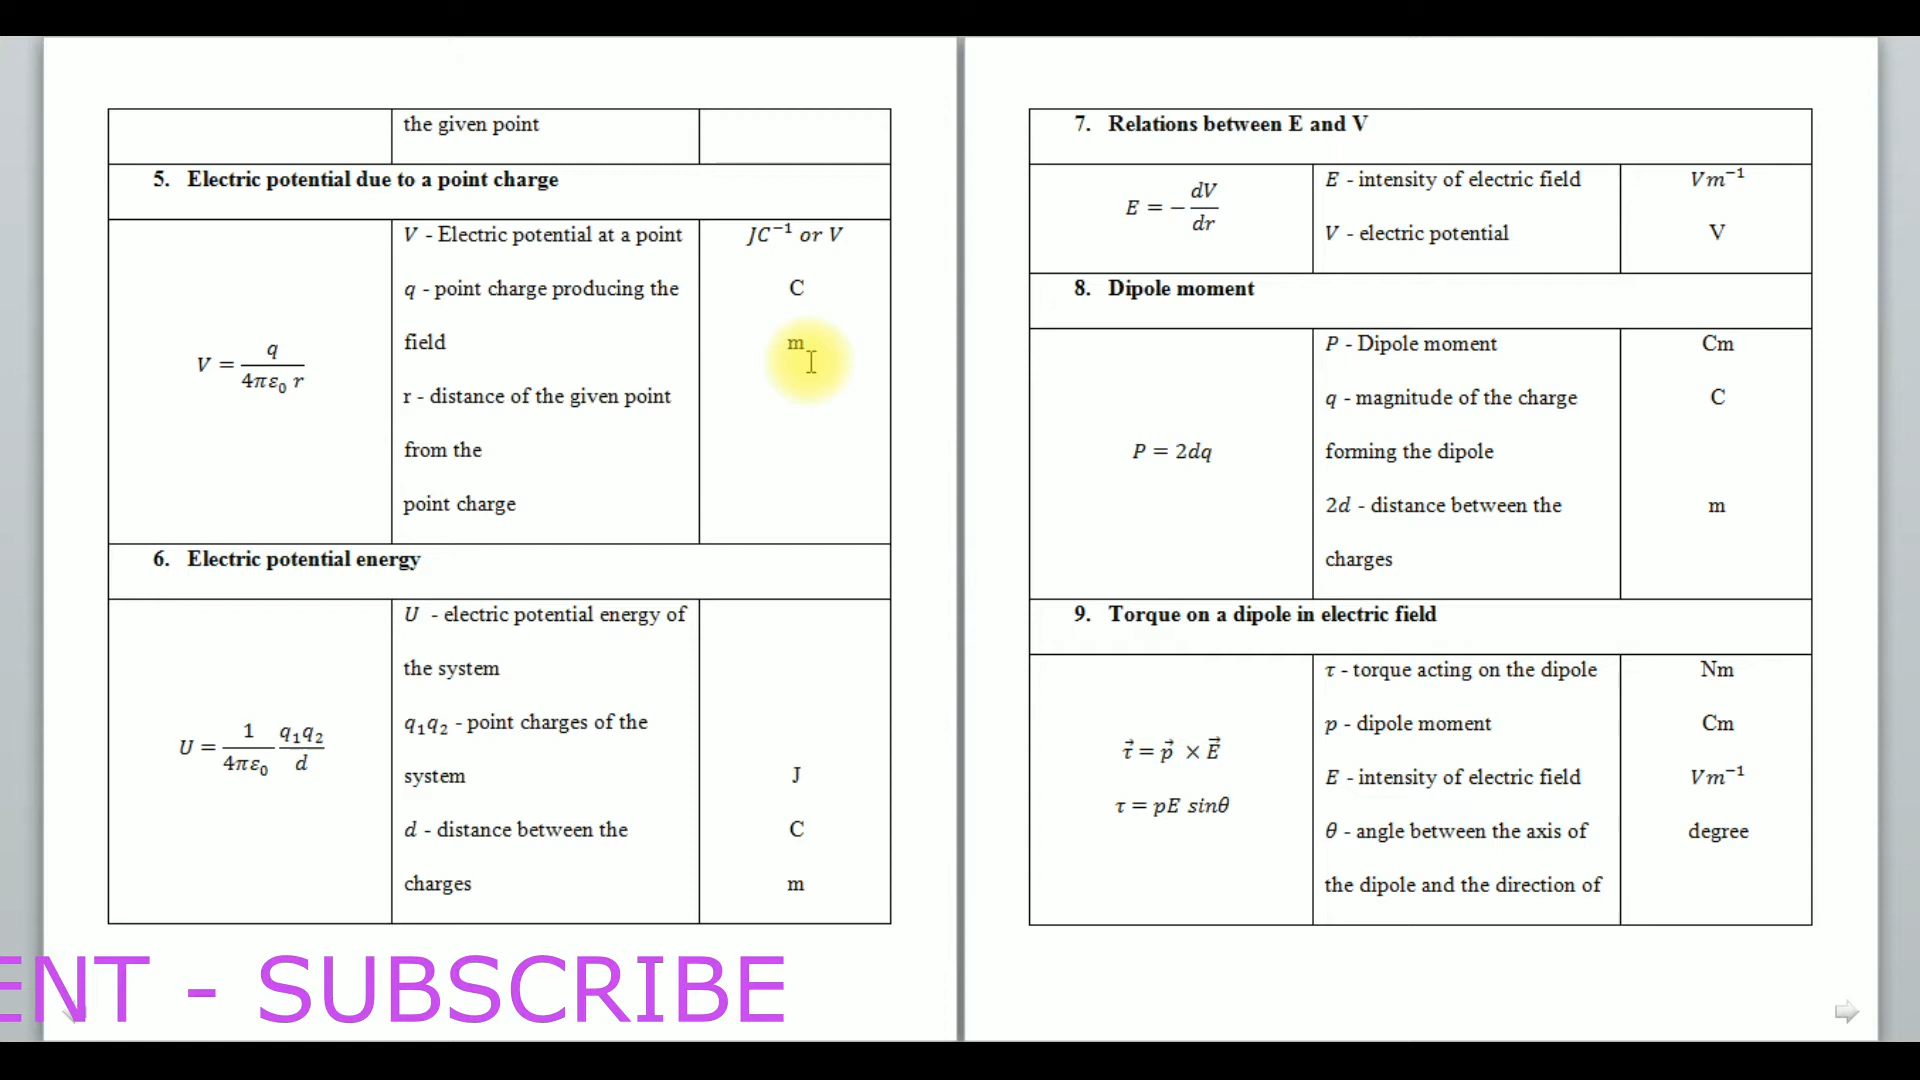 the given point
5. Electric potential due to a point charge
V = q / 4πε₀ r
V - Electric potential at a point
JC⁻¹ or V
q - point charge producing the
C
field
m
r - distance of the given point
from the
point charge
6. Electric potential energy
U = 1/4πε₀ q₁q₂/d
U - electric potential energy of
the system
q₁q₂ - point charges of the
system
J
d - distance between the
C
charges
m
7. Relations between E and V
E = − dV/dr
E - intensity of electric field
Vm⁻¹
V - electric potential
V
8. Dipole moment
P = 2dq
P - Dipole moment
Cm
q - magnitude of the charge
C
forming the dipole
2d - distance between the
m
charges
9. Torque on a dipole in electric field
τ⃗ = p⃗ × E⃗
τ = pE sinθ
τ - torque acting on the dipole
Nm
p - dipole moment
Cm
E - intensity of electric field
Vm⁻¹
θ - angle between the axis of
degree
the dipole and the direction of
ENT - SUBSCRIBE